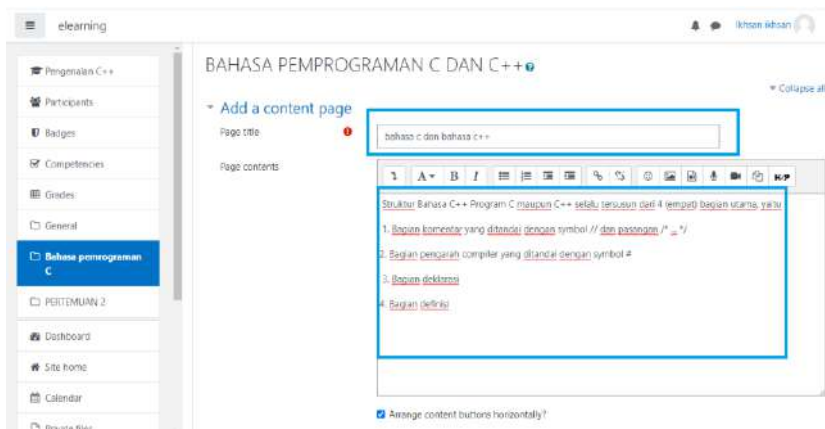 elearning
Ikhsan ikhsan
Pengenalan C++
Participants
Badges
Competencies
Grades
General
Bahasa pemrograman
C
PERTEMUAN 2
Dashboard
Site home
Calendar
Private files
BAHASA PEMPROGRAMAN C DAN C++
Collapse all
Add a content page
Page title
bahasa c dan bahasa c++
Page contents
A B I H-P
Struktur Bahasa C++ Program C maupun C++ selalu tersusun dari 4 (empat) bagian utama, yaitu
1. Bagian komentar yang ditandai dengan symbol // dan pasangan /* _ */
2. Bagian pengarah compiler yang ditandai dengan symbol #
3. Bagian deklarasi
4. Bagian definisi
Arrange content buttons horizontally?